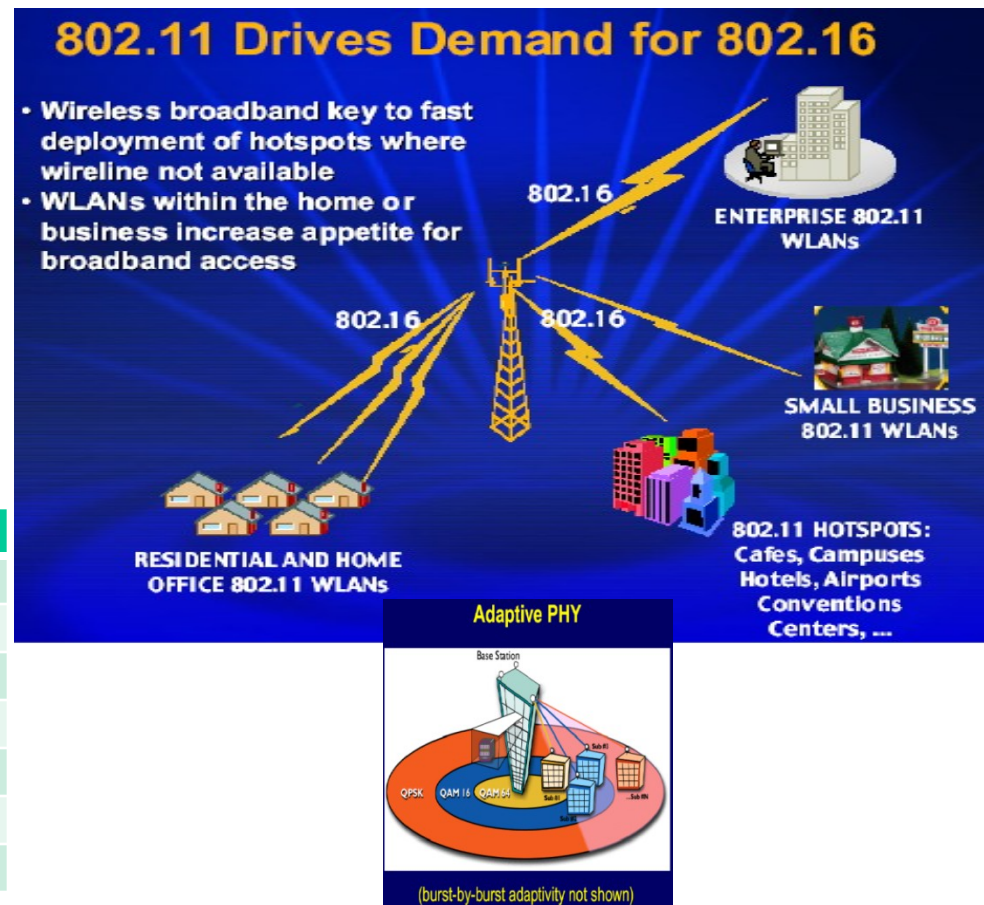 802.11 Drives Demand for 802.16
• Wireless broadband key to fast
deployment of hotspots where
wireline not available
• WLANs within the home or
business increase appetite for
broadband access
802.16
ENTERPRISE 802.11
WLANs
802.16
802.16
SMALL BUSINESS
802.11 WLANs
RESIDENTIAL AND HOME
OFFICE 802.11 WLANs
802.11 HOTSPOTS:
Cafes, Campuses
Hotels, Airports
Conventions
Centers, ...
Adaptive PHY
Base Station
QPSK
QAM 16
QAM 64
(burst-by-burst adaptivity not shown)